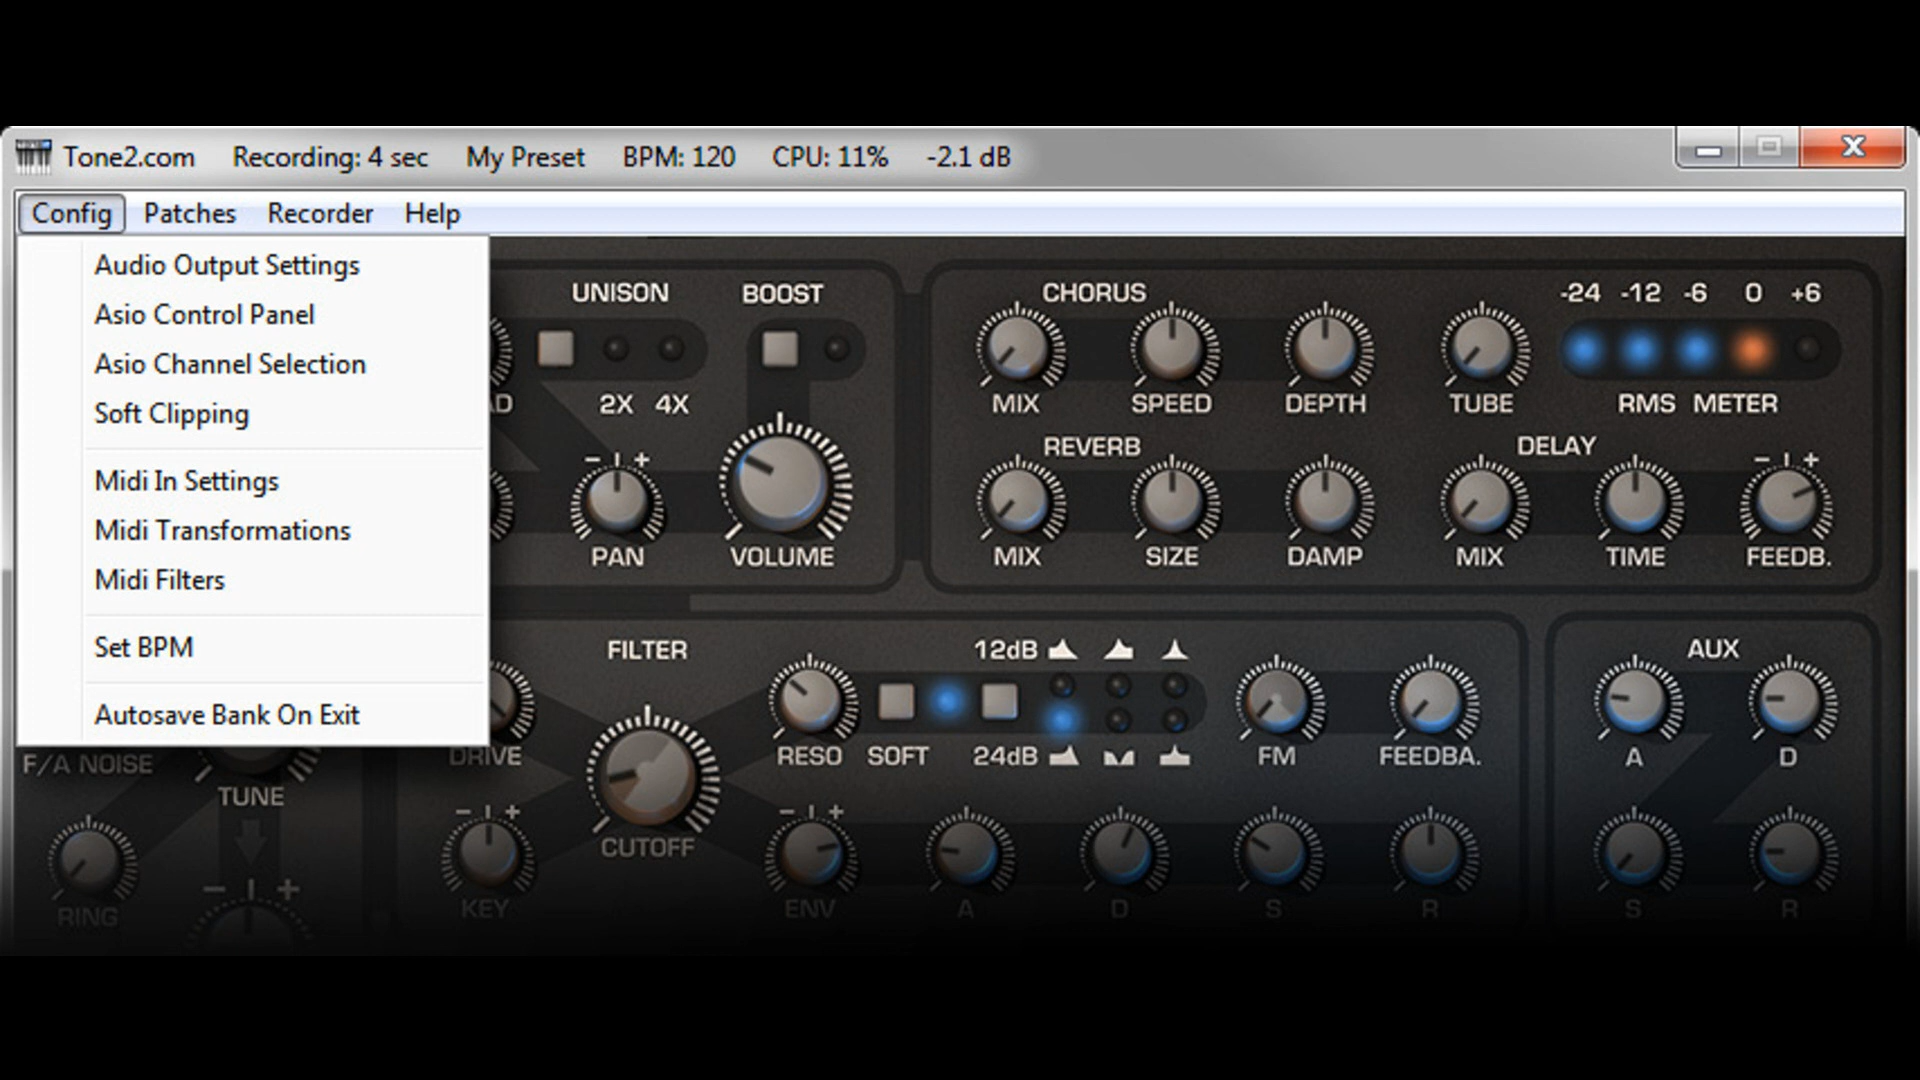 Tone2.com Recording: 4 sec My Preset BPM: 120 CPU: 11% -2.1 dB
Config Patches Recorder Help
Audio Output Settings
Asio Control Panel
Asio Channel Selection
Soft Clipping
Midi In Settings
Midi Transformations
Midi Filters
Set BPM
Autosave Bank On Exit
UNISON BOOST
2X 4X
- +
PAN VOLUME
CHORUS -24 -12 -6 0 +6
MIX SPEED DEPTH TUBE RMS METER
REVERB DELAY
- +
MIX SIZE DAMP MIX TIME FEEDB.
FILTER 12dB AUX
DRIVE RESO SOFT 24dB FM FEEDBA. A D
F/A NOISE
TUNE
- + - +
CUTOFF
- +
RING KEY ENV A D S R S R